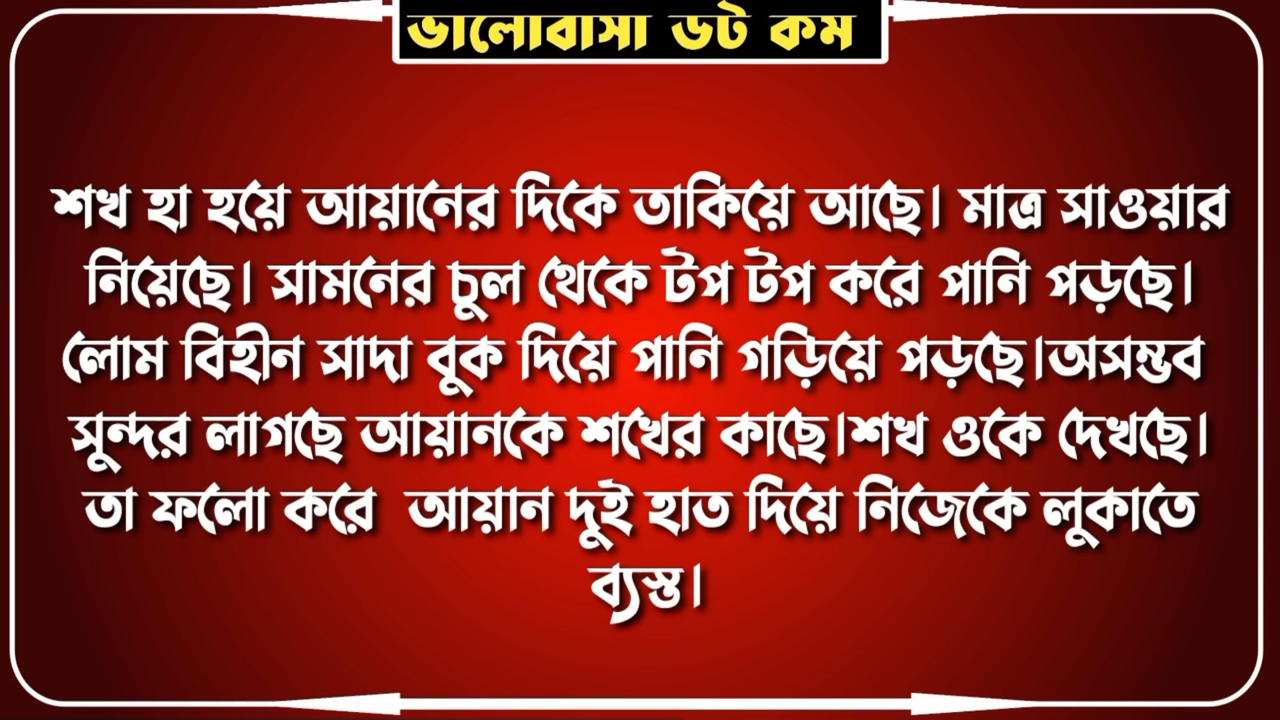 ভালোবাসা ডট কম
শখ হা হয়ে আয়ানের দিকে তাকিয়ে আছে। মাত্র সাওয়ার
নিয়েছে। সামনের চুল থেকে টপ টপ করে পানি পড়ছে।
লোম বিহীন সাদা বুক দিয়ে পানি গড়িয়ে পড়ছে।অসম্ভব
সুন্দর লাগছে আয়ানকে শখের কাছে।শখ ওকে দেখছে।
তা ফলো করে আয়ান দুই হাত দিয়ে নিজেকে লুকাতে
ব্যস্ত।